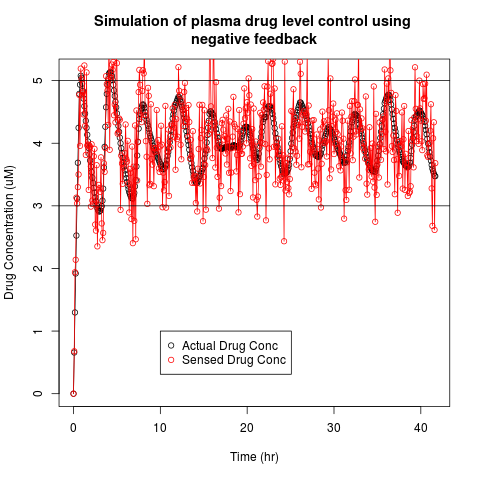 Simulation of plasma drug level control using
negative feedback
Drug Concentration (uM)
5
4
3
2
1
0
Actual Drug Conc
Sensed Drug Conc
0 10 20 30 40
Time (hr)